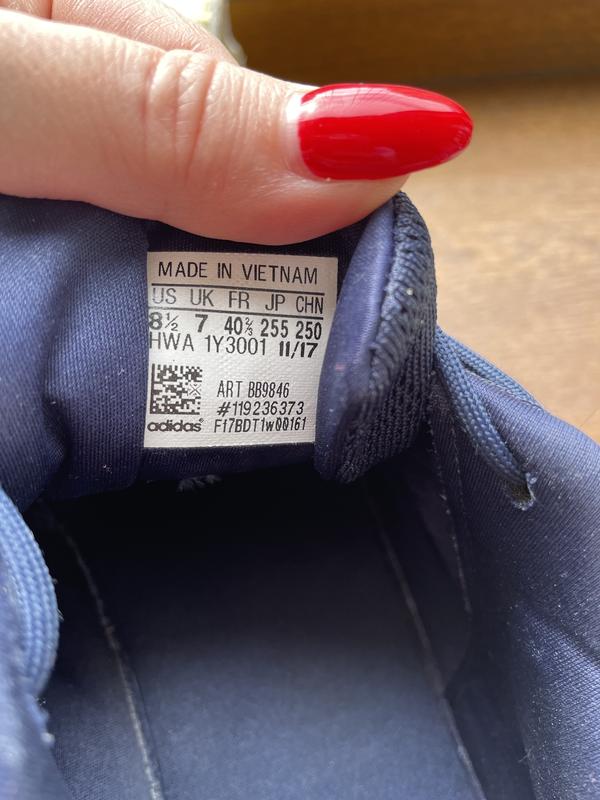 MADE IN VIETNAM
US UK FR JP CHN
8½ 7 40⅔ 255 250
HWA 1Y3001 11/17
ART BB9846
#119236373
adidas® F17BDT1w00161